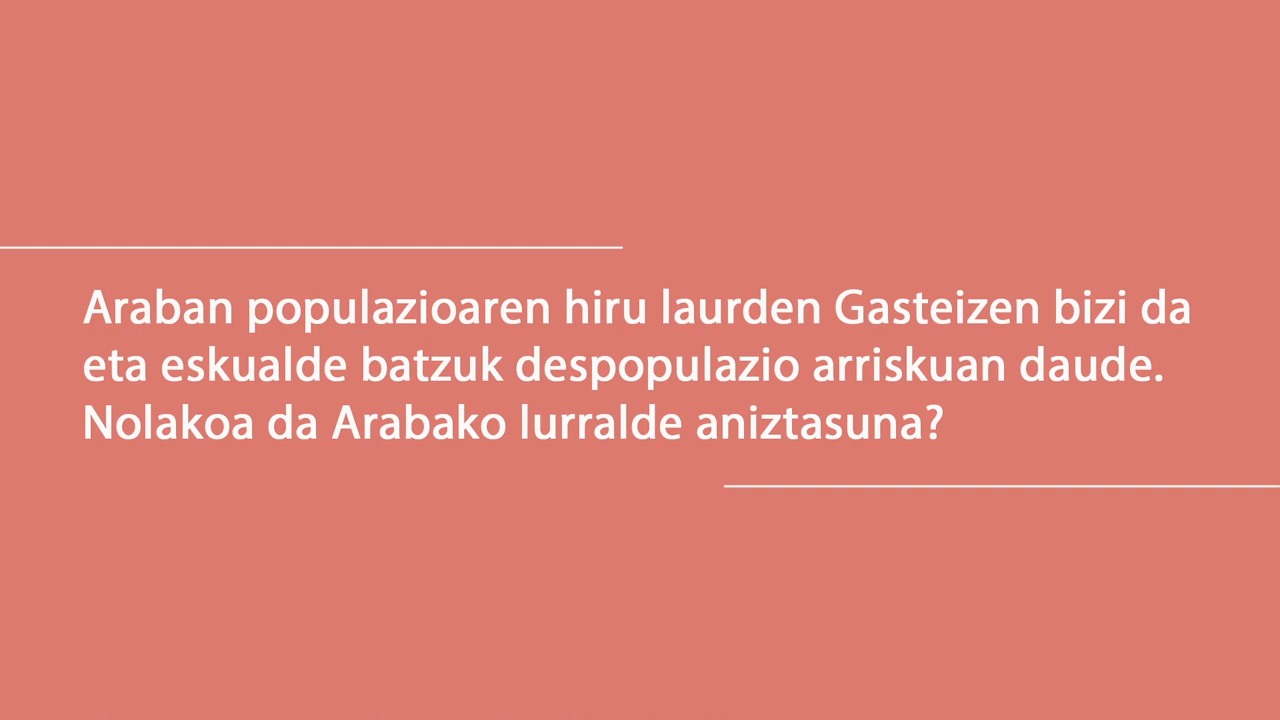 Araban populazioaren hiru laurden Gasteizen bizi da
eta eskualde batzuk despopulazio arriskuan daude.
Nolakoa da Arabako lurralde aniztasuna?